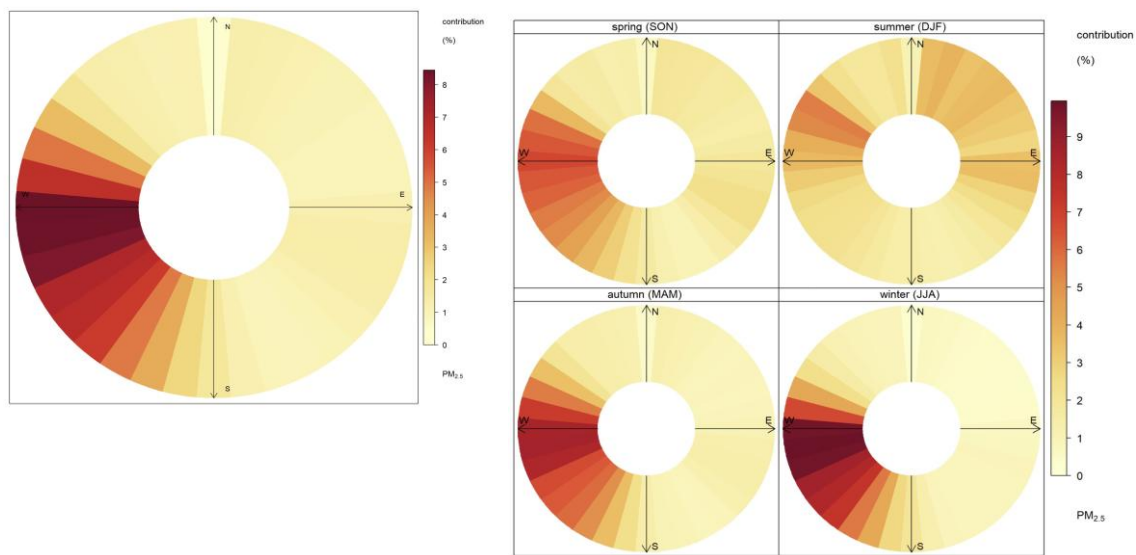 N
W
E
S
contribution
(%)
8
7
6
5
4
3
2
1
0
PM2.5
spring (SON)
N
W
E
S
summer (DJF)
N
W
E
S
autumn (MAM)
N
W
E
S
winter (JJA)
N
W
E
S
contribution
(%)
9
8
7
6
5
4
3
2
1
0
PM2.5